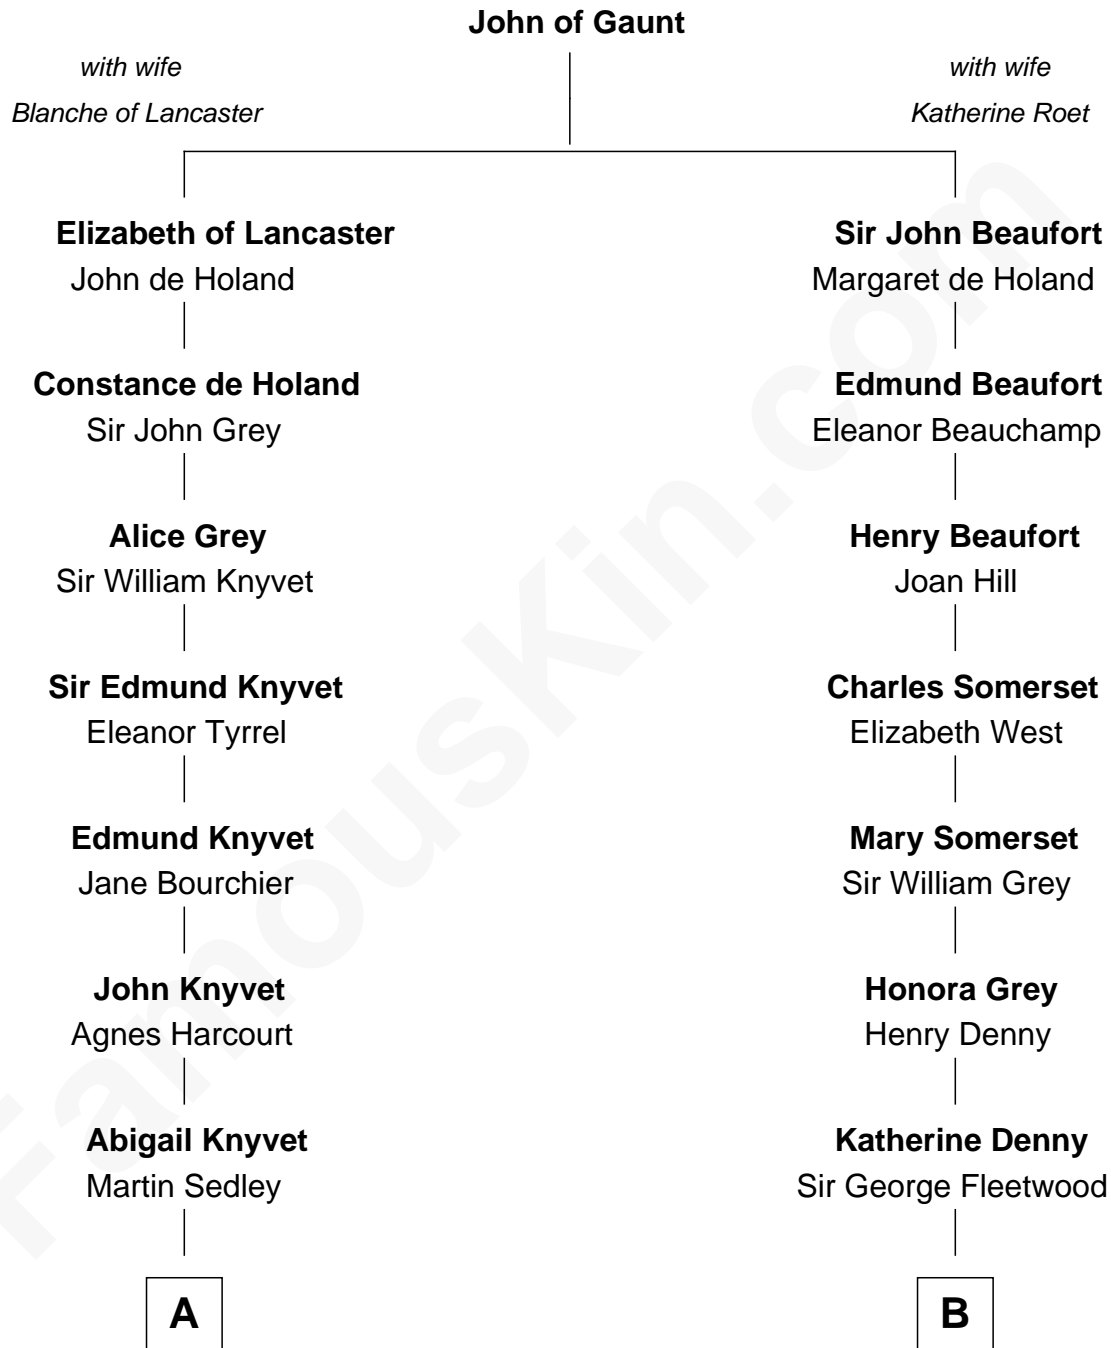 John of Gaunt
with wife
Blanche of Lancaster
with wife
Katherine Roet
Elizabeth of Lancaster
John de Holand
Sir John Beaufort
Margaret de Holand
Constance de Holand
Sir John Grey
Edmund Beaufort
Eleanor Beauchamp
Alice Grey
Sir William Knyvet
Henry Beaufort
Joan Hill
Sir Edmund Knyvet
Eleanor Tyrrel
Charles Somerset
Elizabeth West
Edmund Knyvet
Jane Bourchier
Mary Somerset
Sir William Grey
John Knyvet
Agnes Harcourt
Honora Grey
Henry Denny
Abigail Knyvet
Martin Sedley
Katherine Denny
Sir George Fleetwood
A
B
FamousKin.com